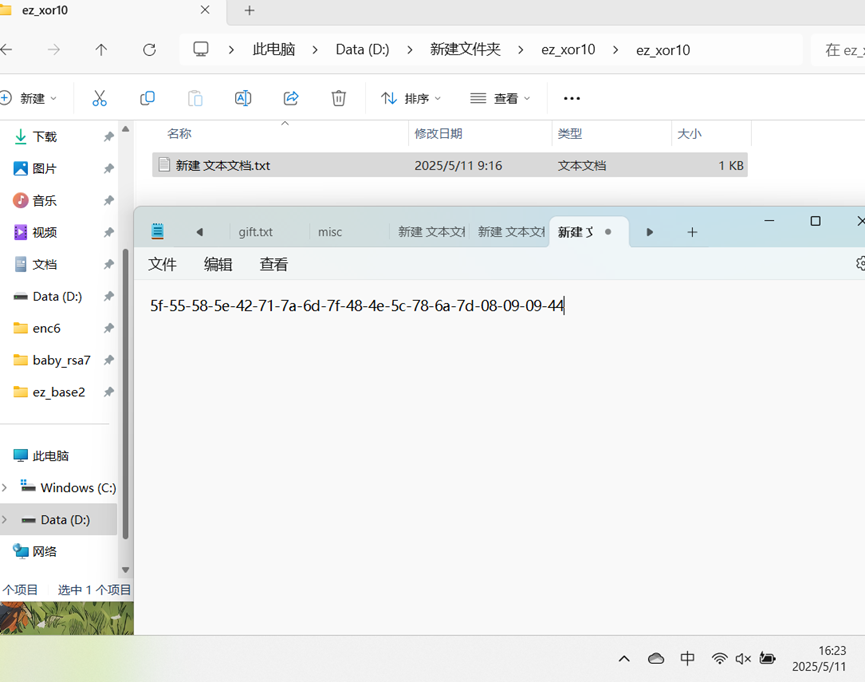 ez_xor10
此电脑 Data (D:) 新建文件夹 ez_xor10 ez_xor10 在 ez_
新建 排序 查看
名称 修改日期 类型 大小
新建 文本文档.txt 2025/5/11 9:16 文本文档 1 KB
下载
图片
音乐
视频
文档
Data (D:)
enc6
baby_rsa7
ez_base2
此电脑
Windows (C:)
Data (D:)
网络
个项目 选中 1 个项目
gift.txt misc 新建 文本文 新建 文本文 新建
文件 编辑 查看
5f-55-58-5e-42-71-7a-6d-7f-48-4e-5c-78-6a-7d-08-09-09-44
中
16:23
2025/5/11